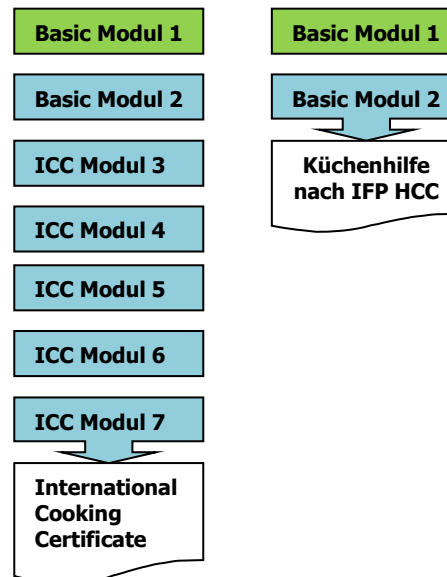 Basic Modul 1
Basic Modul 2
ICC Modul 3
ICC Modul 4
ICC Modul 5
ICC Modul 6
ICC Modul 7
International
Cooking
Certificate
Basic Modul 1
Basic Modul 2
Küchenhilfe
nach IFP HCC